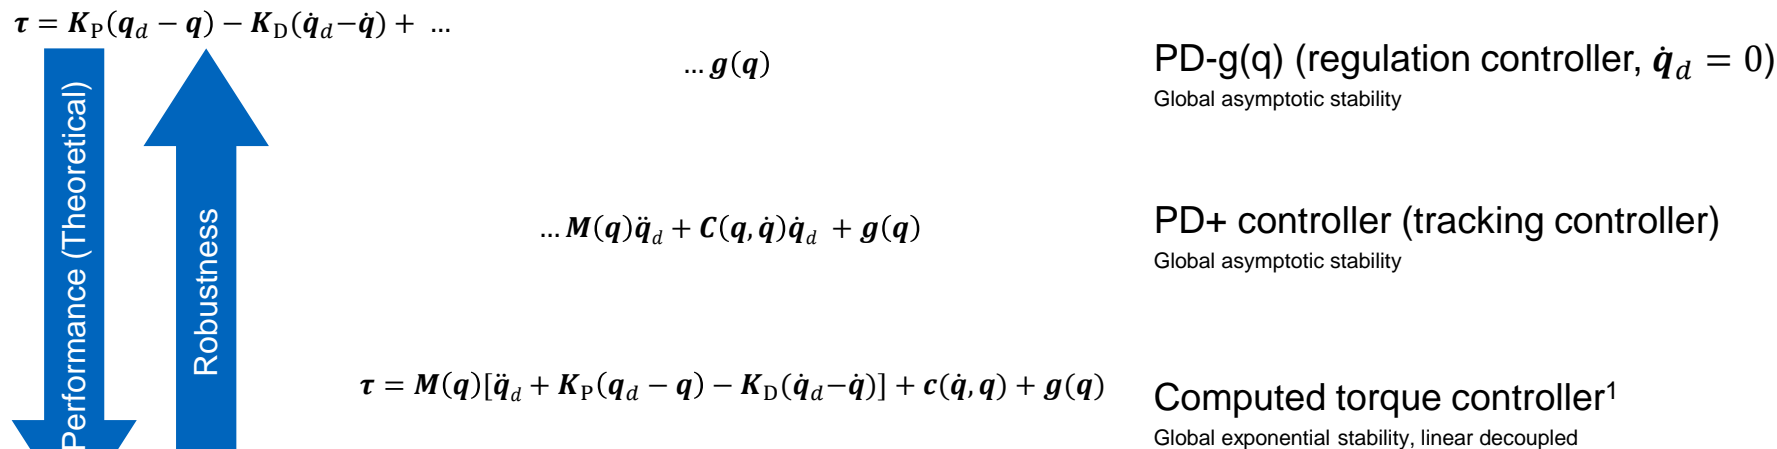 τ = K_P(q_d − q) − K_D(q̇_d−q̇) + …
… g(q)
PD-g(q) (regulation controller, q̇_d = 0)
Global asymptotic stability
Performance (Theoretical)
Robustness
… M(q)q̈_d + C(q, q̇)q̇_d + g(q)
PD+ controller (tracking controller)
Global asymptotic stability
τ = M(q)[q̈_d + K_P(q_d − q) − K_D(q̇_d−q̇)] + c(q̇, q) + g(q)
Computed torque controller¹
Global exponential stability, linear decoupled